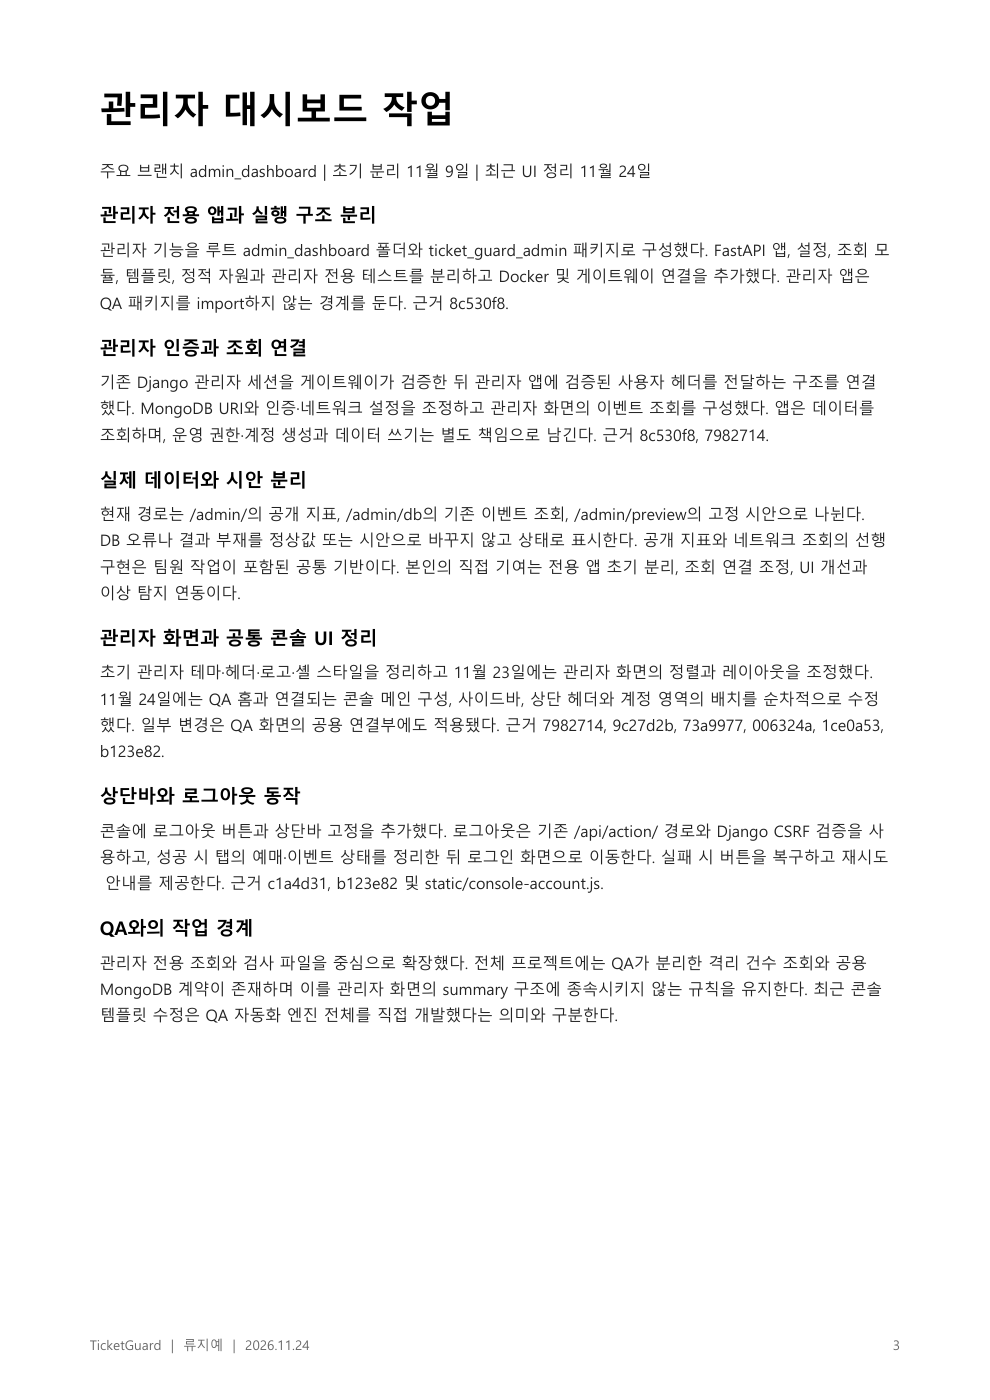 관리자 대시보드 작업
주요 브랜치 admin_dashboard | 초기 분리 11월 9일 | 최근 UI 정리 11월 24일
관리자 전용 앱과 실행 구조 분리
관리자 기능을 루트 admin_dashboard 폴더와 ticket_guard_admin 패키지로 구성했다. FastAPI 앱, 설정, 조회 모
듈, 템플릿, 정적 자원과 관리자 전용 테스트를 분리하고 Docker 및 게이트웨이 연결을 추가했다. 관리자 앱은
QA 패키지를 import하지 않는 경계를 둔다. 근거 8c530f8.
관리자 인증과 조회 연결
기존 Django 관리자 세션을 게이트웨이가 검증한 뒤 관리자 앱에 검증된 사용자 헤더를 전달하는 구조를 연결
했다. MongoDB URI와 인증·네트워크 설정을 조정하고 관리자 화면의 이벤트 조회를 구성했다. 앱은 데이터를
조회하며, 운영 권한·계정 생성과 데이터 쓰기는 별도 책임으로 남긴다. 근거 8c530f8, 7982714.
실제 데이터와 시안 분리
현재 경로는 /admin/의 공개 지표, /admin/db의 기존 이벤트 조회, /admin/preview의 고정 시안으로 나뉜다.
DB 오류나 결과 부재를 정상값 또는 시안으로 바꾸지 않고 상태로 표시한다. 공개 지표와 네트워크 조회의 선행
구현은 팀원 작업이 포함된 공통 기반이다. 본인의 직접 기여는 전용 앱 초기 분리, 조회 연결 조정, UI 개선과
이상 탐지 연동이다.
관리자 화면과 공통 콘솔 UI 정리
초기 관리자 테마·헤더·로고·셸 스타일을 정리하고 11월 23일에는 관리자 화면의 정렬과 레이아웃을 조정했다.
11월 24일에는 QA 홈과 연결되는 콘솔 메인 구성, 사이드바, 상단 헤더와 계정 영역의 배치를 순차적으로 수정
했다. 일부 변경은 QA 화면의 공용 연결부에도 적용됐다. 근거 7982714, 9c27d2b, 73a9977, 006324a, 1ce0a53,
b123e82.
상단바와 로그아웃 동작
콘솔에 로그아웃 버튼과 상단바 고정을 추가했다. 로그아웃은 기존 /api/action/ 경로와 Django CSRF 검증을 사
용하고, 성공 시 탭의 예매·이벤트 상태를 정리한 뒤 로그인 화면으로 이동한다. 실패 시 버튼을 복구하고 재시도
안내를 제공한다. 근거 c1a4d31, b123e82 및 static/console-account.js.
QA와의 작업 경계
관리자 전용 조회와 검사 파일을 중심으로 확장했다. 전체 프로젝트에는 QA가 분리한 격리 건수 조회와 공용
MongoDB 계약이 존재하며 이를 관리자 화면의 summary 구조에 종속시키지 않는 규칙을 유지한다. 최근 콘솔
템플릿 수정은 QA 자동화 엔진 전체를 직접 개발했다는 의미와 구분한다.
TicketGuard | 류지예 | 2026.11.24
3